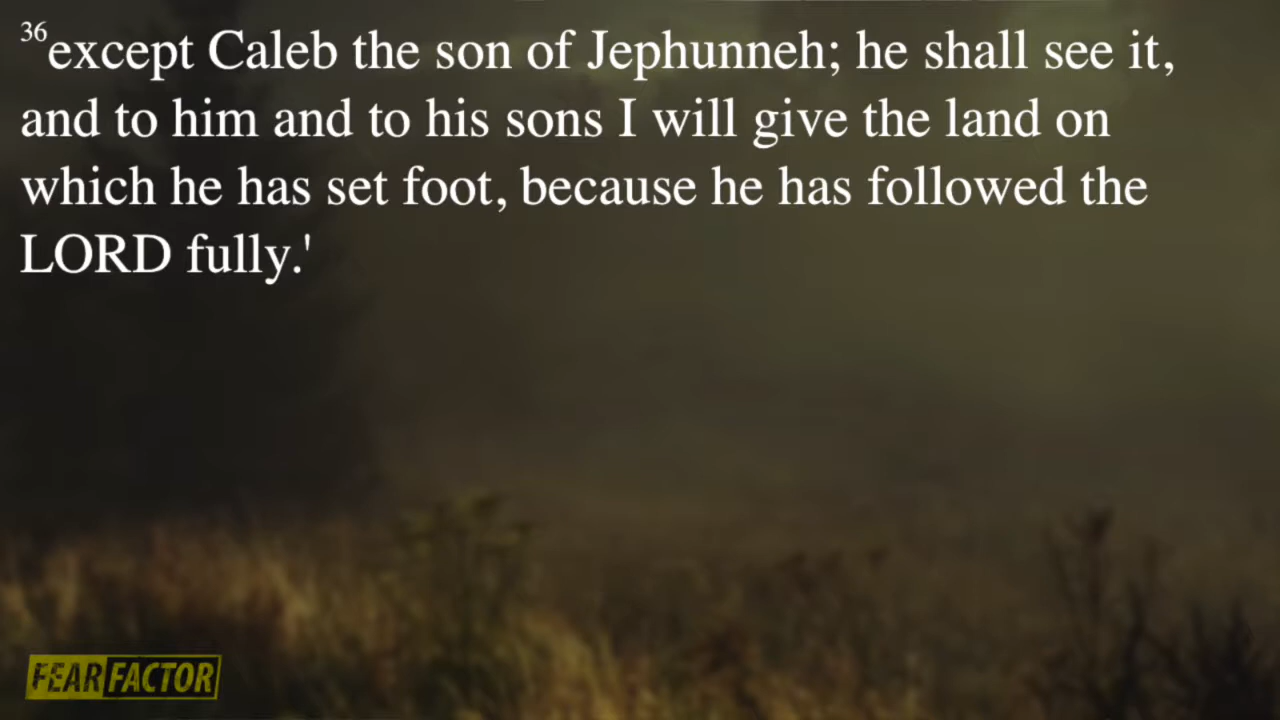 36except Caleb the son of Jephunneh; he shall see it,
and to him and to his sons I will give the land on
which he has set foot, because he has followed the
LORD fully.'
FEAR FACTOR